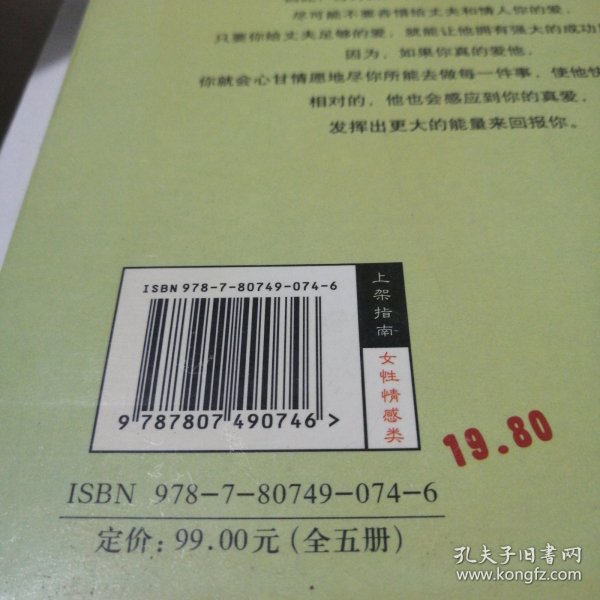 尽可能不要吝惜给丈夫和情人你的爱，
只要你给丈夫足够的爱，就能让他拥有强大的成功
因为，如果你真的爱他，
你就会心甘情愿地尽你所能去做每一件事，使他快
相对的，他也会感应到你的真爱，
发挥出更大的能量来回报你。
ISBN 978-7-80749-074-6
9 787807 490746 >
上架指南
女性情感类
19.80
ISBN 978-7-80749-074-6
定价：99.00元（全五册）
孔夫子旧书网
www.kongfz.com